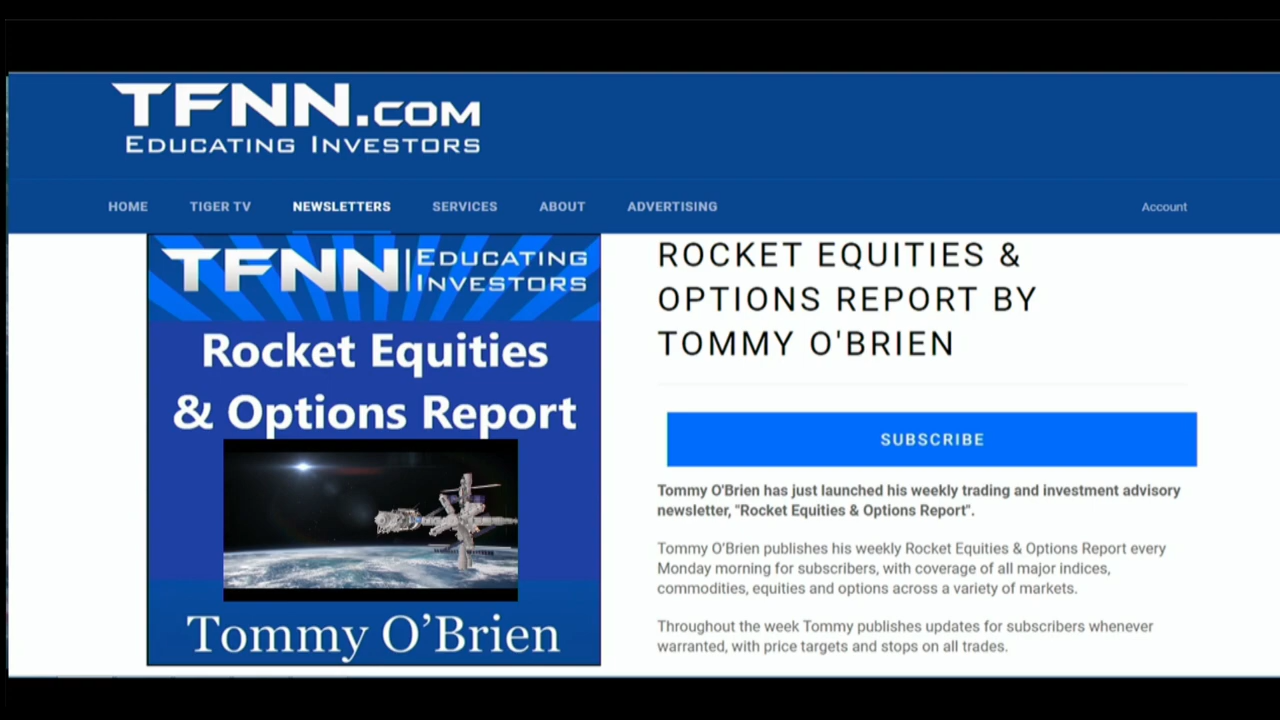 TFNN.COM
EDUCATING INVESTORS
HOME TIGER TV NEWSLETTERS SERVICES ABOUT ADVERTISING Account
TFNN EDUCATING
INVESTORS
Rocket Equities
& Options Report
Tommy O’Brien
ROCKET EQUITIES &
OPTIONS REPORT BY
TOMMY O'BRIEN
SUBSCRIBE
Tommy O'Brien has just launched his weekly trading and investment advisory
newsletter, "Rocket Equities & Options Report".
Tommy O’Brien publishes his weekly Rocket Equities & Options Report every
Monday morning for subscribers, with coverage of all major indices,
commodities, equities and options across a variety of markets.
Throughout the week Tommy publishes updates for subscribers whenever
warranted, with price targets and stops on all trades.